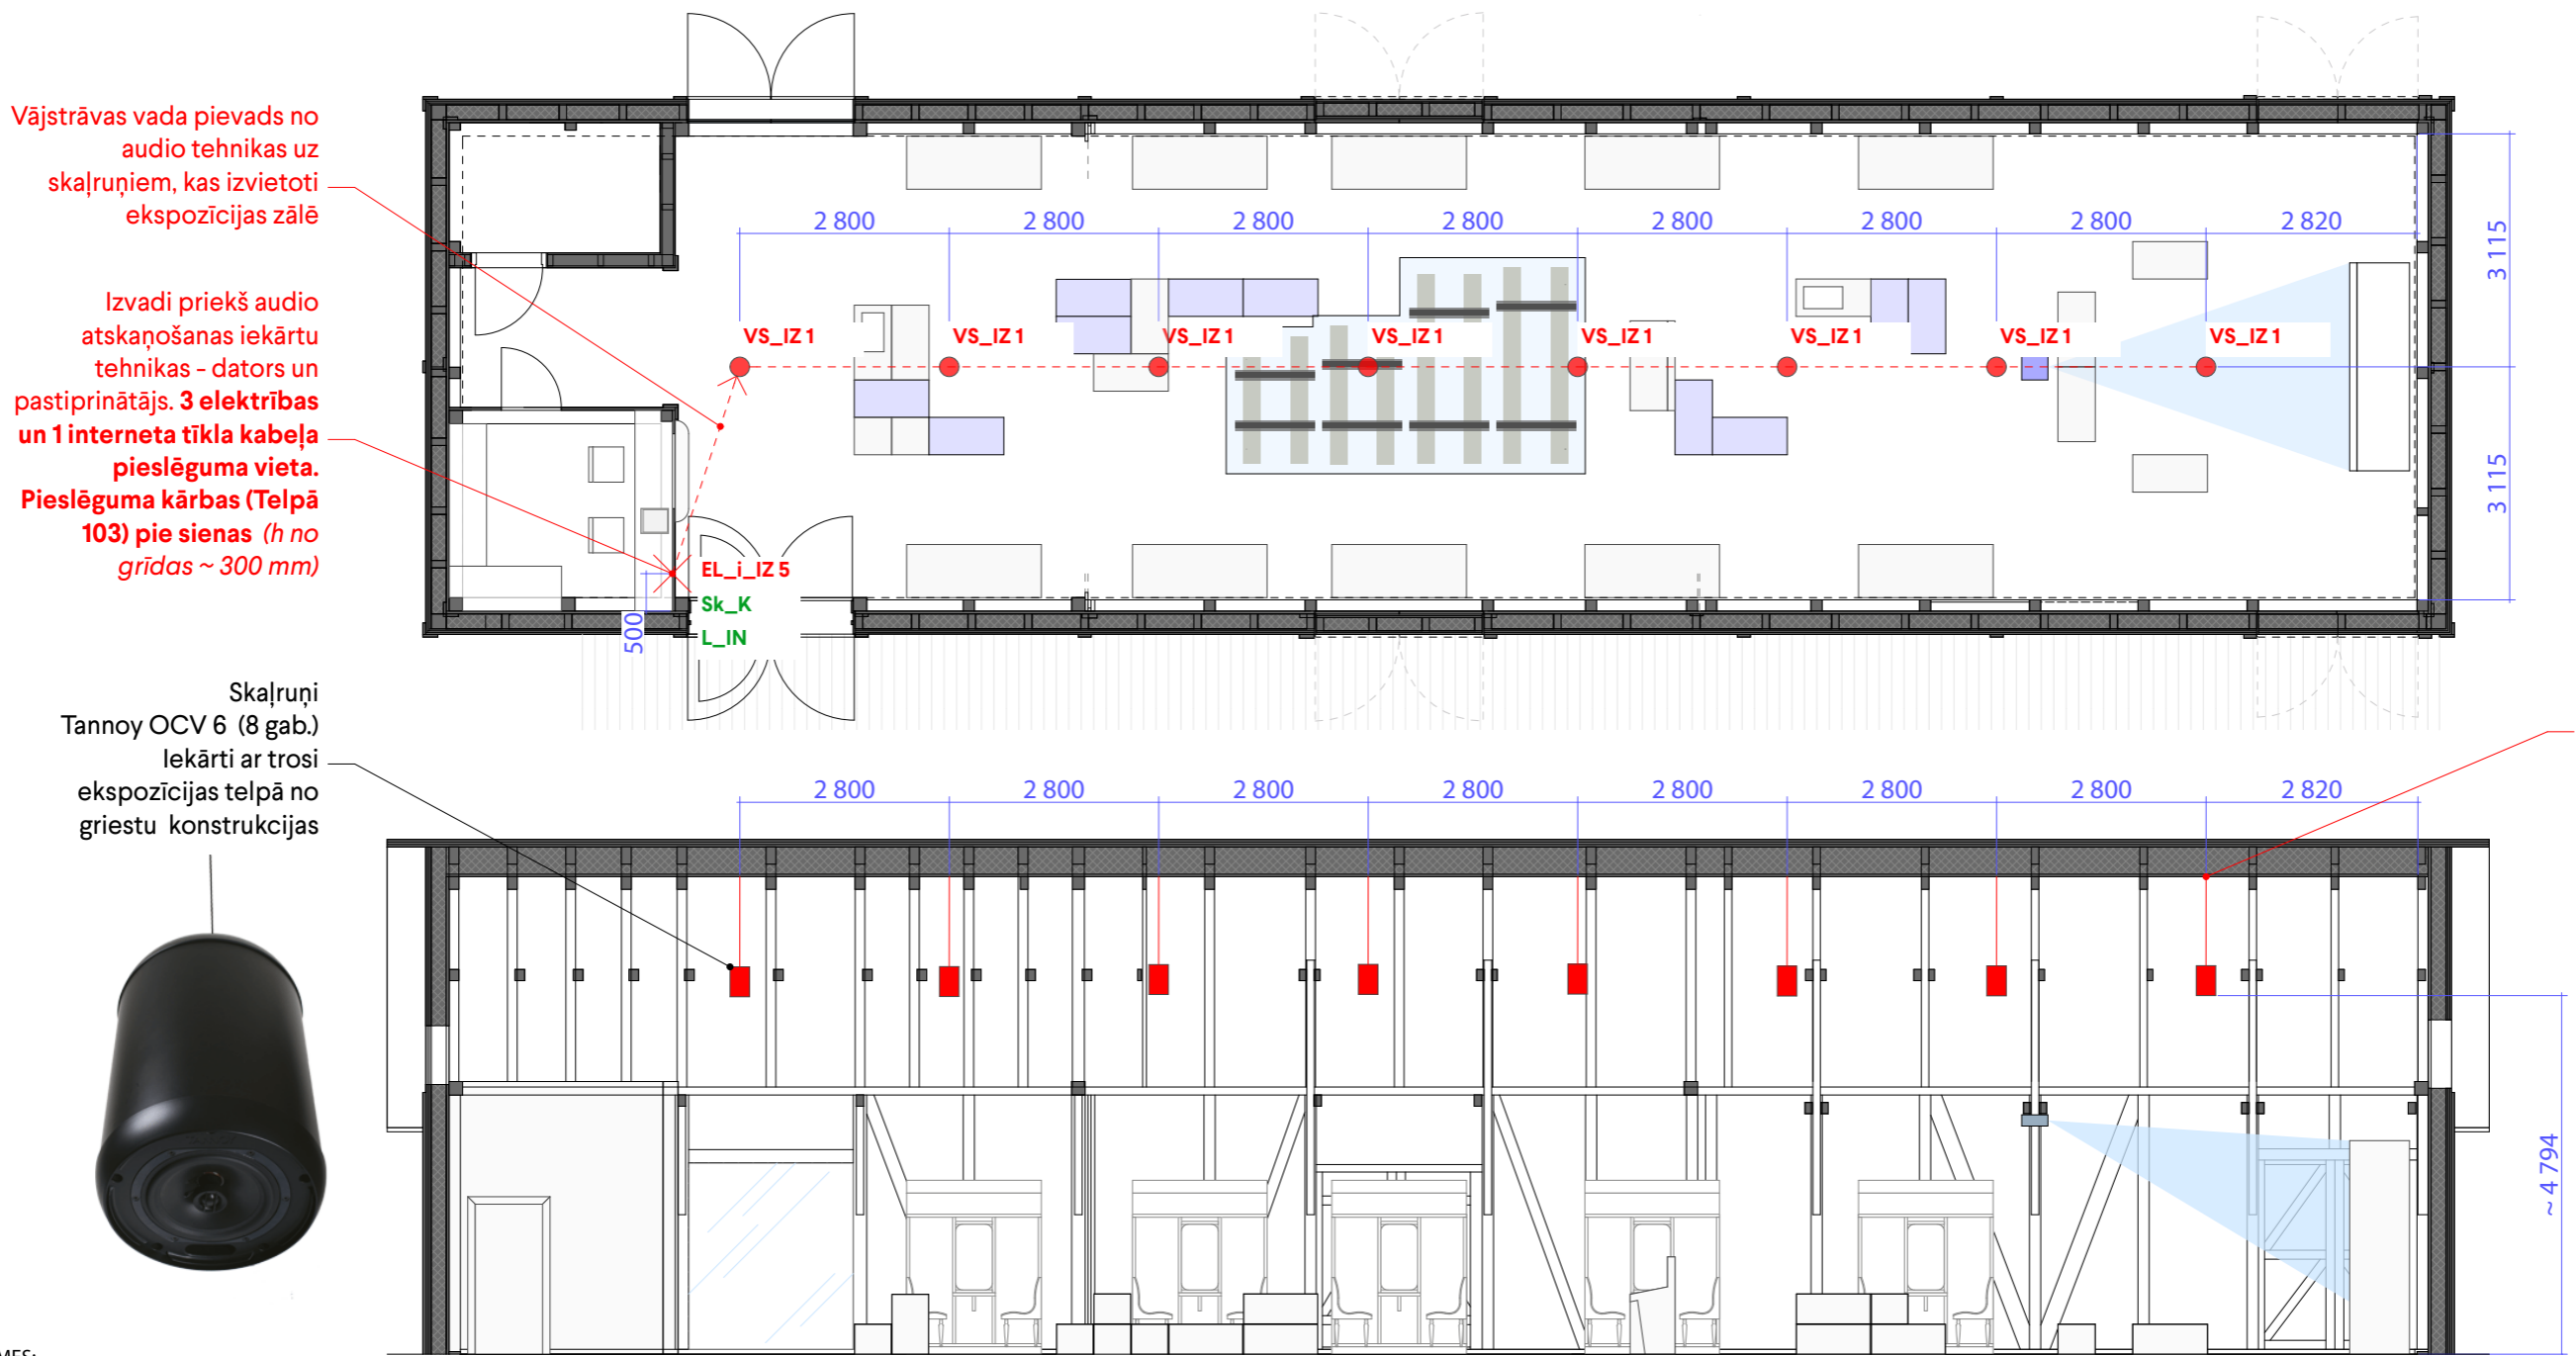 Vājstrāvas vada pievads no
audio tehnikas uz
skaļruņiem, kas izvietoti
ekspozīcijas zālē
Izvadi priekš audio
atskaņošanas iekārtu
tehnikas - dators un
pastiprinātājs. 3 elektrības
un 1 interneta tīkla kabeļa
pieslēguma vieta.
Pieslēguma kārbas (Telpā
103) pie sienas (h no
grīdas ~ 300 mm)
2 800 2 800 2 800 2 800 2 800 2 800 2 800 2 820
3 115
VS_IZ 1 VS_IZ 1 VS_IZ 1 VS_IZ 1 VS_IZ 1 VS_IZ 1 VS_IZ 1 VS_IZ 1
3 115
EL_i_IZ 5
Sk_K
L_IN
500
Skaļruņi
Tannoy OCV 6 (8 gab.)
Iekārti ar trosi
ekspozīcijas telpā no
griestu konstrukcijas
2 800 2 800 2 800 2 800 2 800 2 800 2 800 2 820
~ 4 794